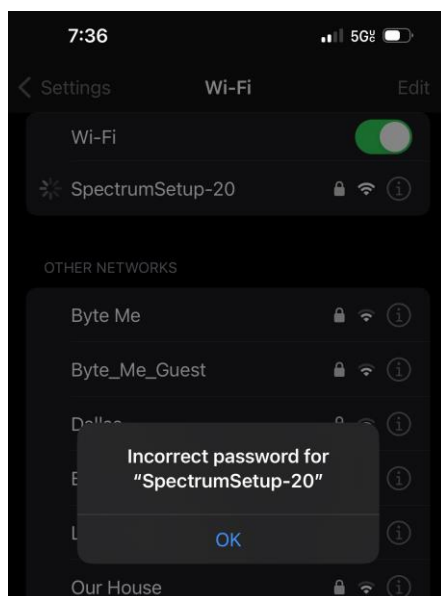 7:36
5GUC
Settings
Wi-Fi
Edit
Wi-Fi
SpectrumSetup-20
OTHER NETWORKS
Byte Me
Byte_Me_Guest
Incorrect password for
“SpectrumSetup-20”
OK
Our House